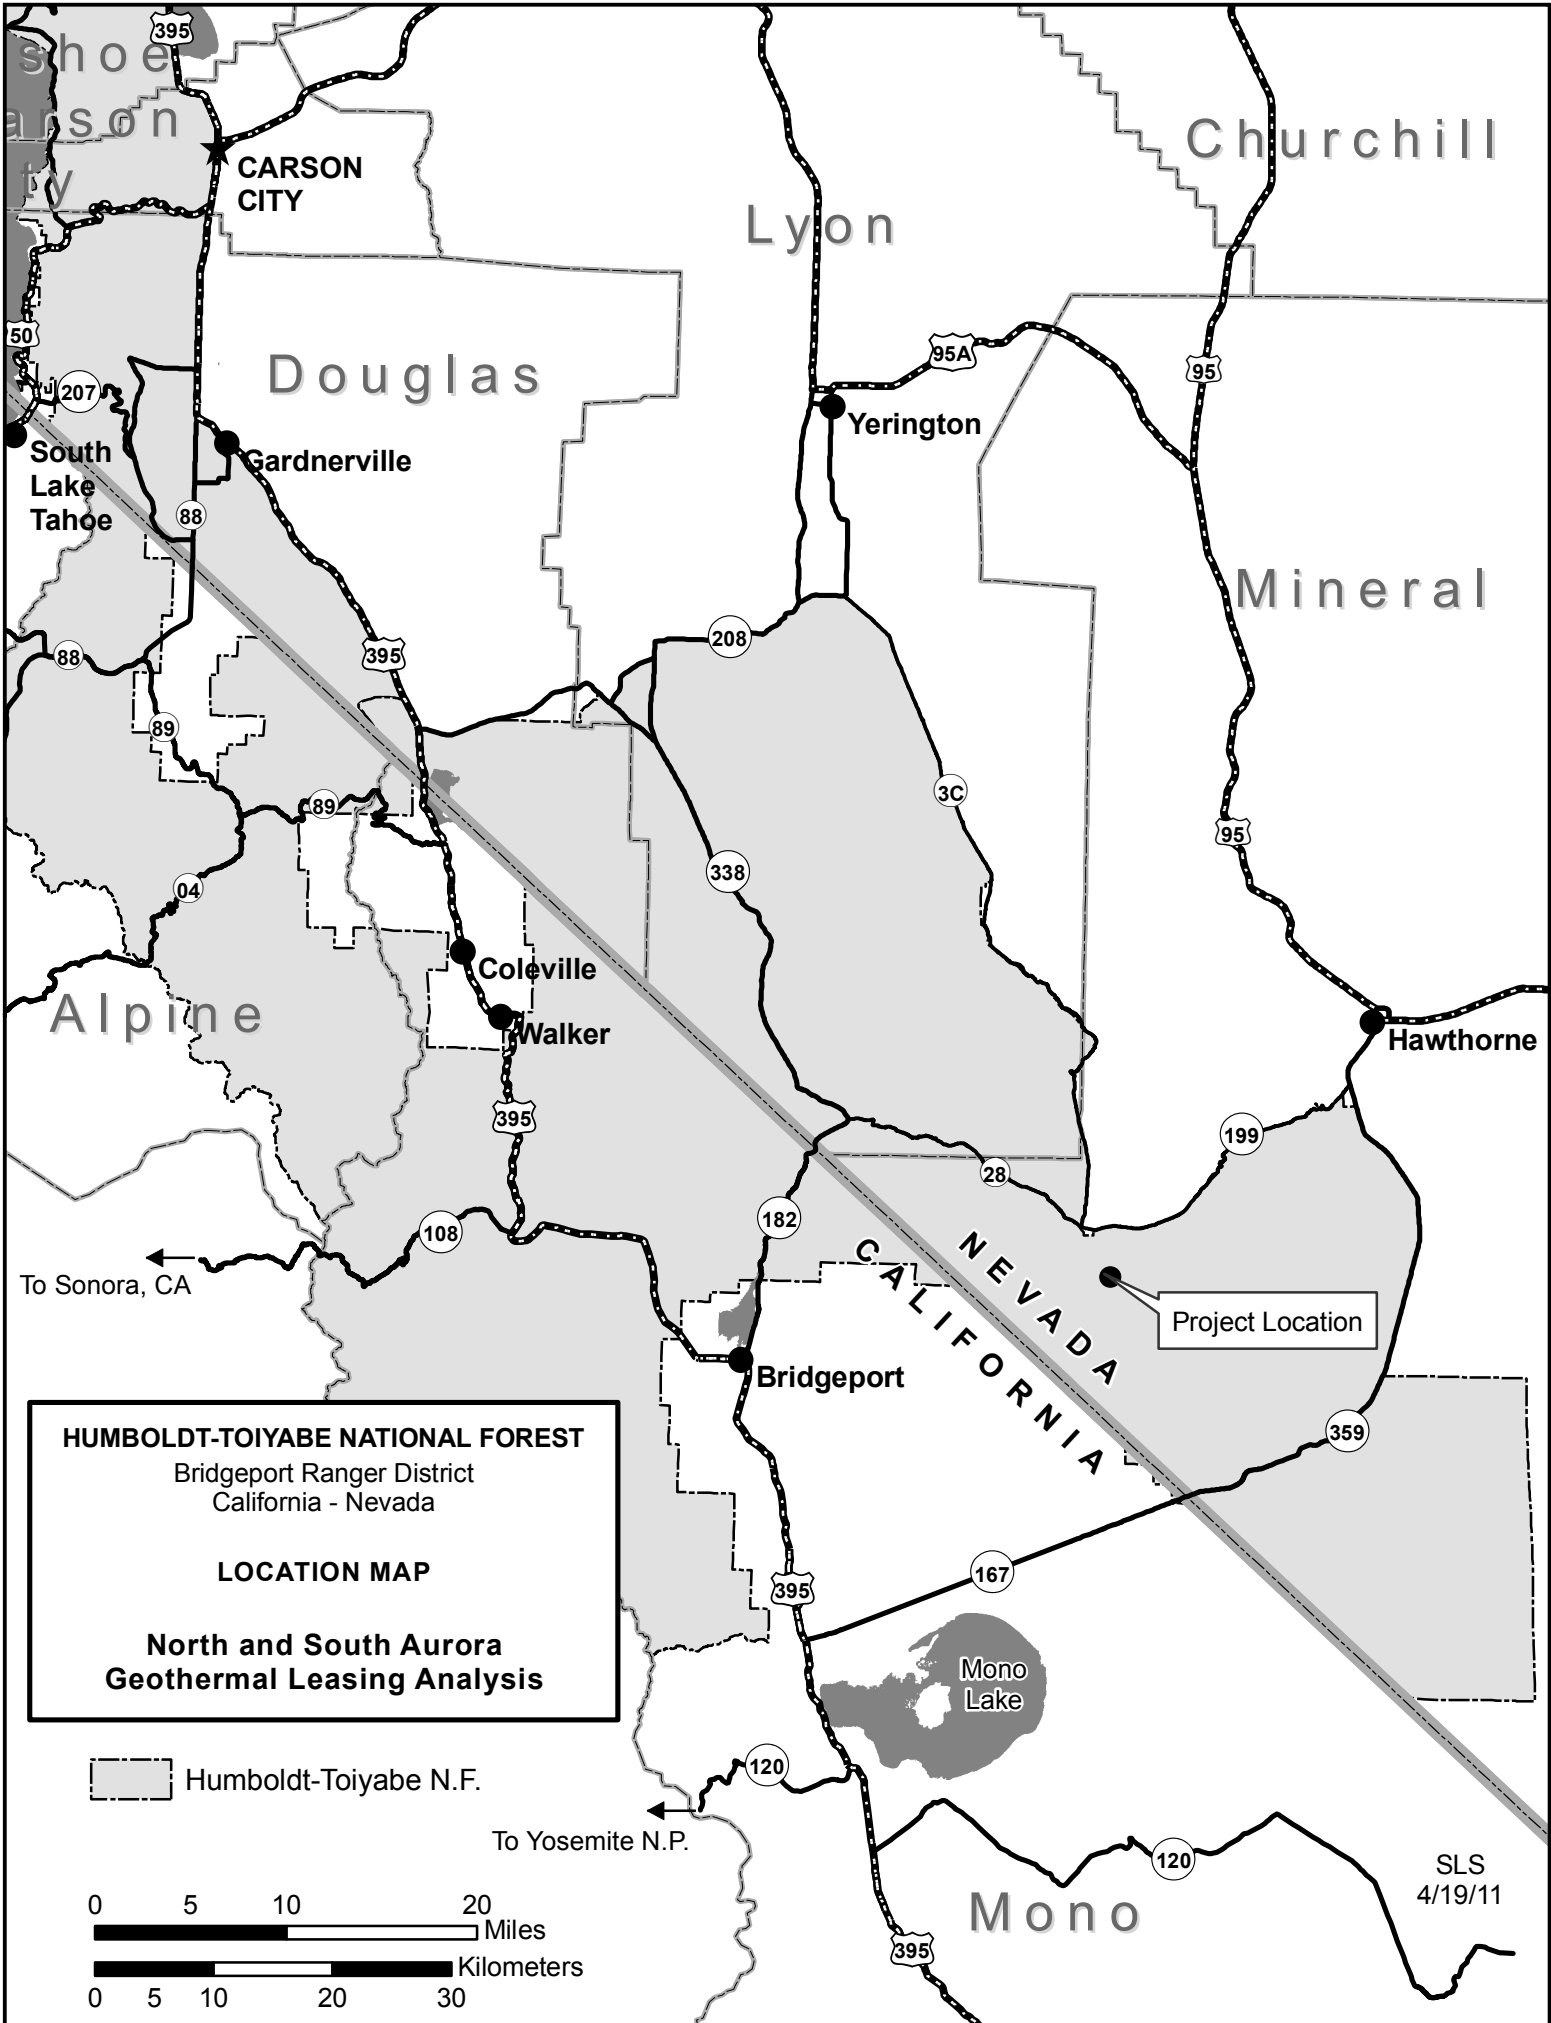 395
shoe
arson
ty
CARSON
CITY
Churchill
Lyon
50
207
Douglas
95A
95
Yerington
South
Lake
Tahoe
Gardnerville
88
Mineral
208
395
88
89
3C
89
95
338
04
Coleville
Alpine
Walker
Hawthorne
395
199
28
182
108
To Sonora, CA
NEVADA
CALIFORNIA
Project Location
Bridgeport
359
HUMBOLDT-TOIYABE NATIONAL FOREST
Bridgeport Ranger District
California - Nevada
LOCATION MAP
North and South Aurora
Geothermal Leasing Analysis
167
395
Mono
Lake
120
Humboldt-Toiyabe N.F.
To Yosemite N.P.
120
SLS
4/19/11
Mono
395
0 5 10 20
Miles
Kilometers
0 5 10 20 30